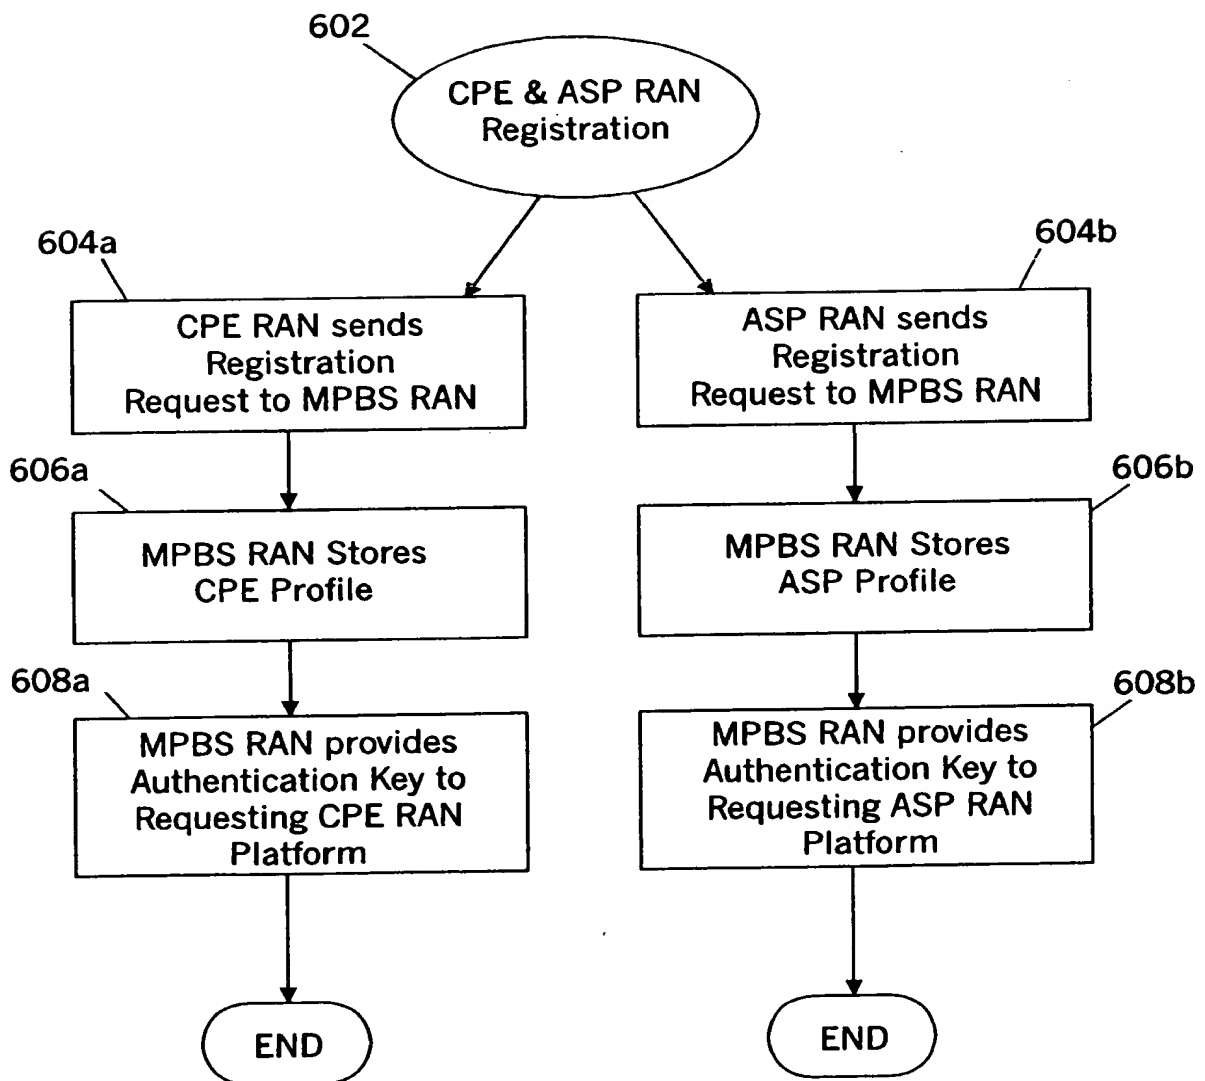 602
CPE & ASP RAN
Registration
604a
604b
CPE RAN sends
Registration
Request to MPBS RAN
ASP RAN sends
Registration
Request to MPBS RAN
606a
606b
MPBS RAN Stores
CPE Profile
MPBS RAN Stores
ASP Profile
608a
608b
MPBS RAN provides
Authentication Key to
Requesting CPE RAN
Platform
MPBS RAN provides
Authentication Key to
Requesting ASP RAN
Platform
END
END